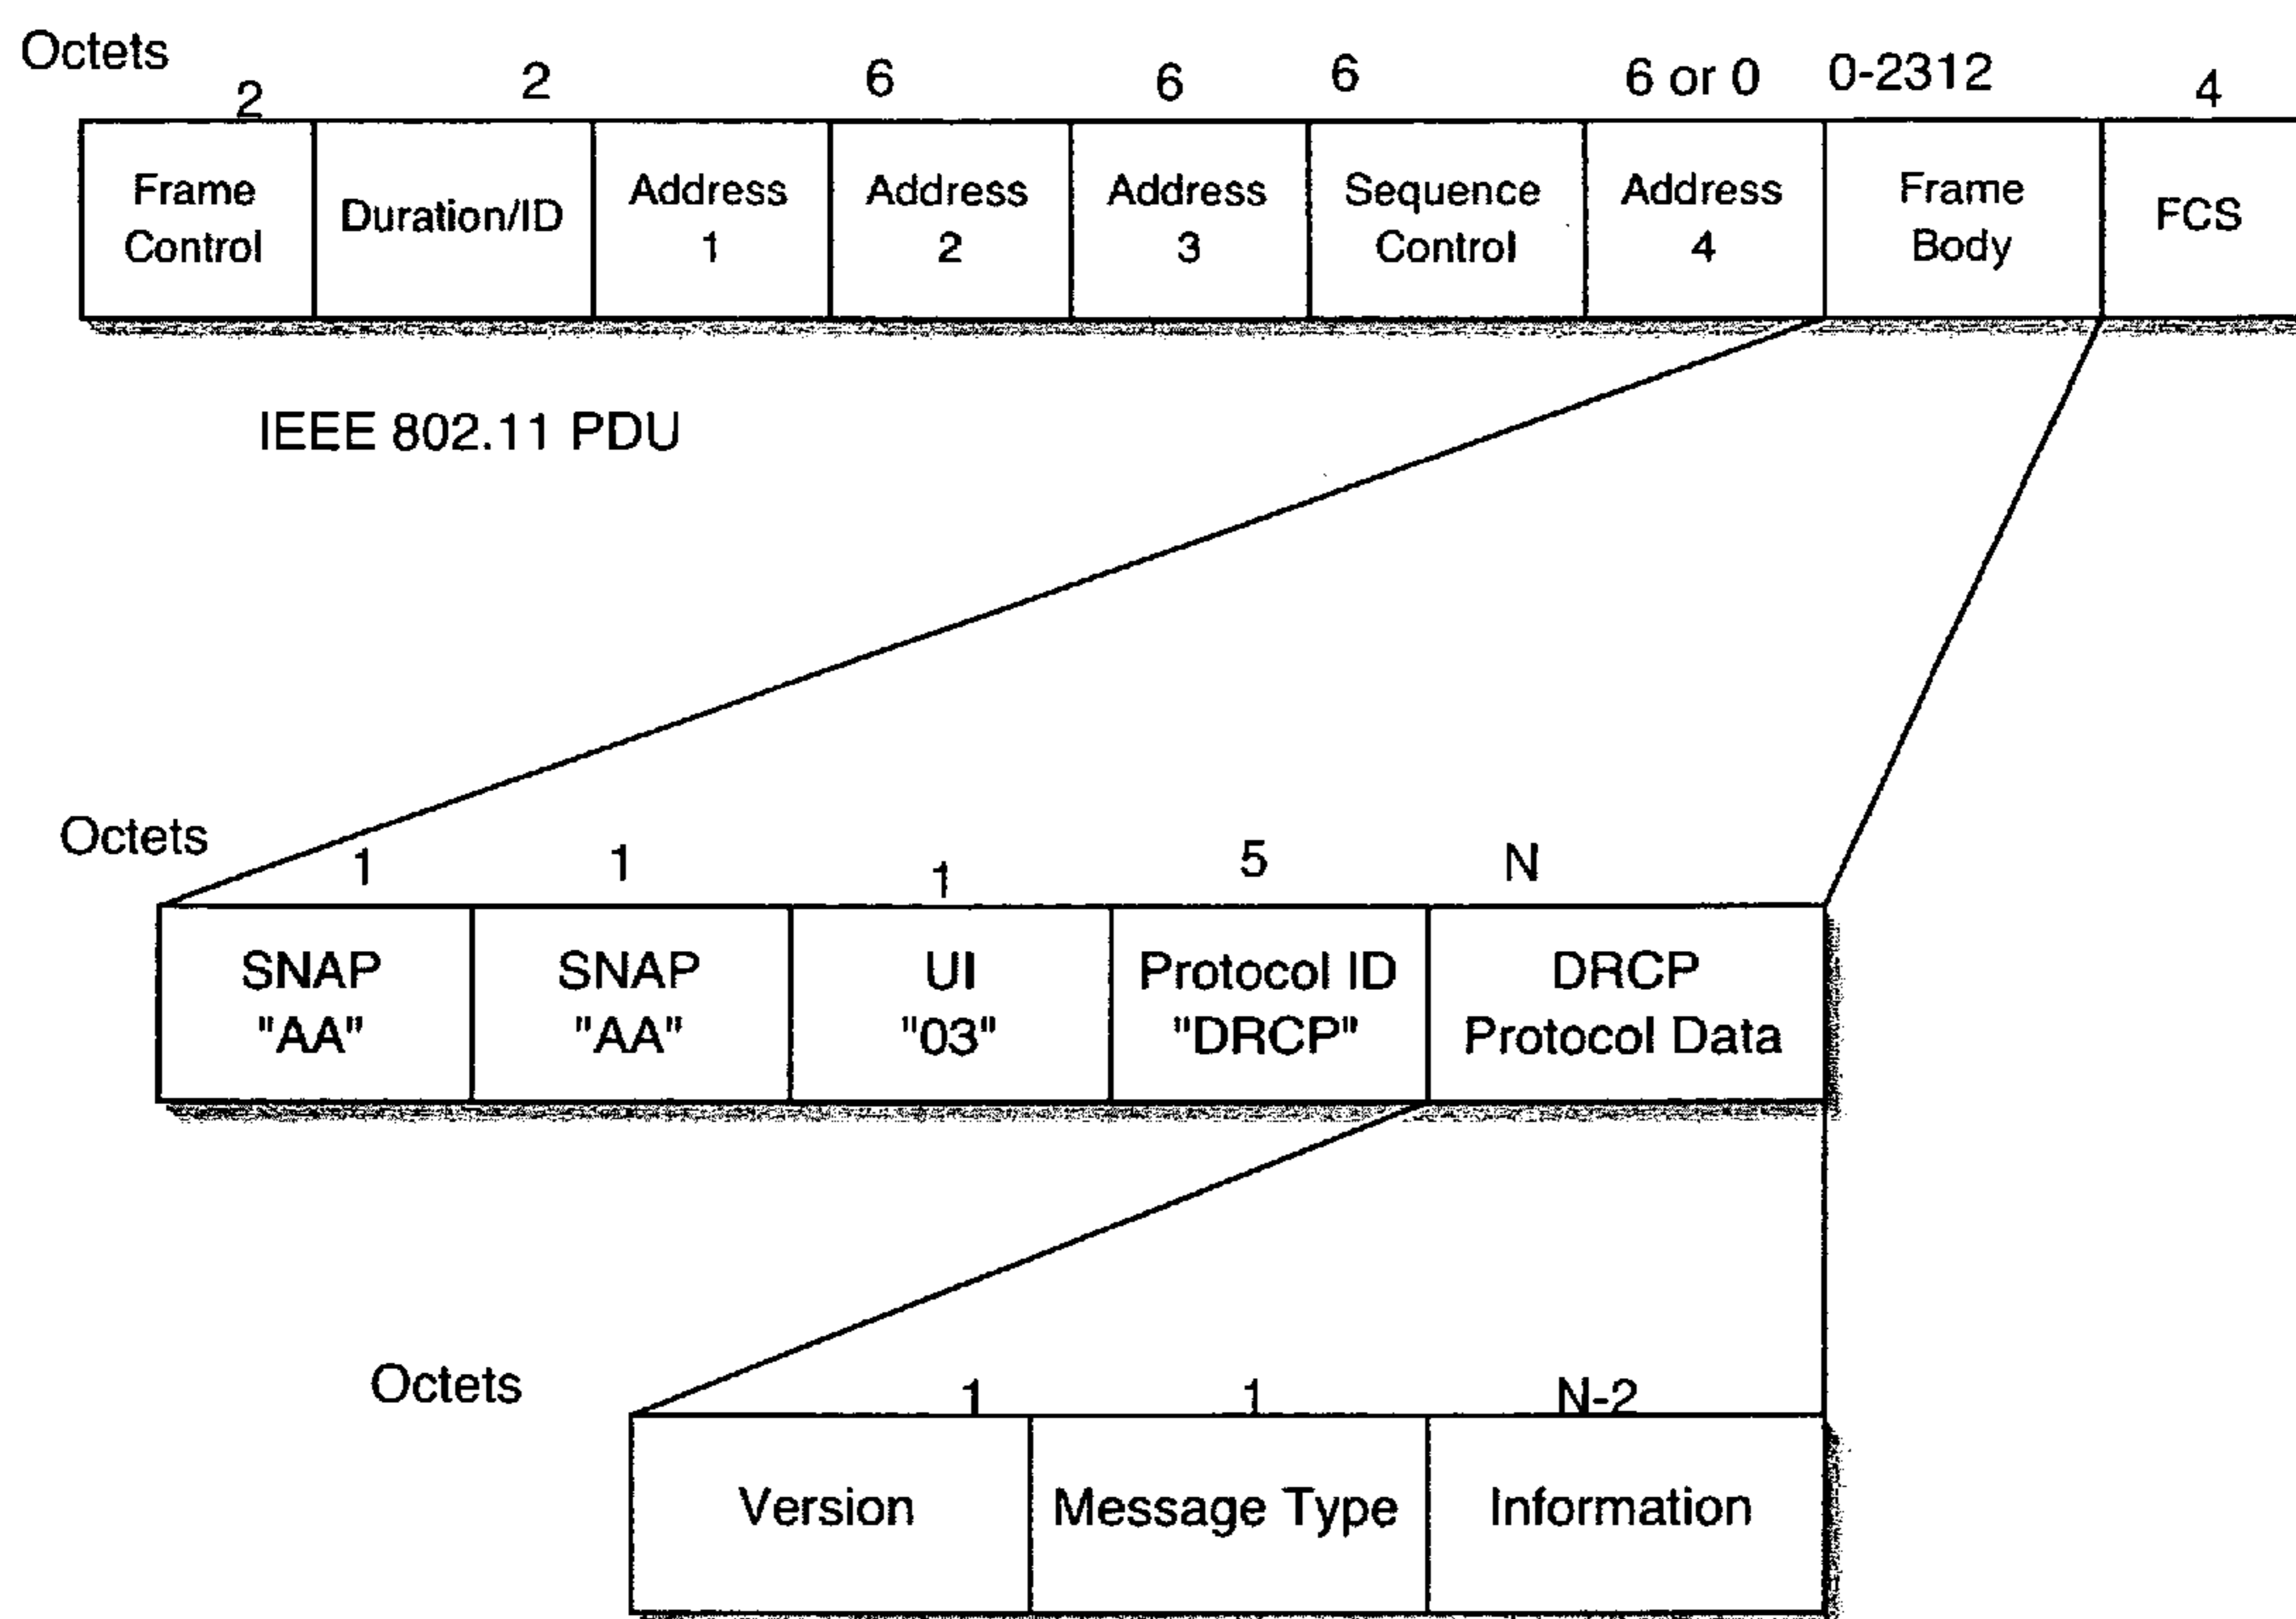 Octets
2 2 6 6 6 6 or 0 0-2312 4
Frame Control
Duration/ID
Address 1
Address 2
Address 3
Sequence Control
Address 4
Frame Body
FCS
IEEE 802.11 PDU
Octets
1 1 1 5 N
SNAP "AA"
SNAP "AA"
UI "03"
Protocol ID "DRCP"
DRCP Protocol Data
Octets
1 1 N-2
Version
Message Type
Information